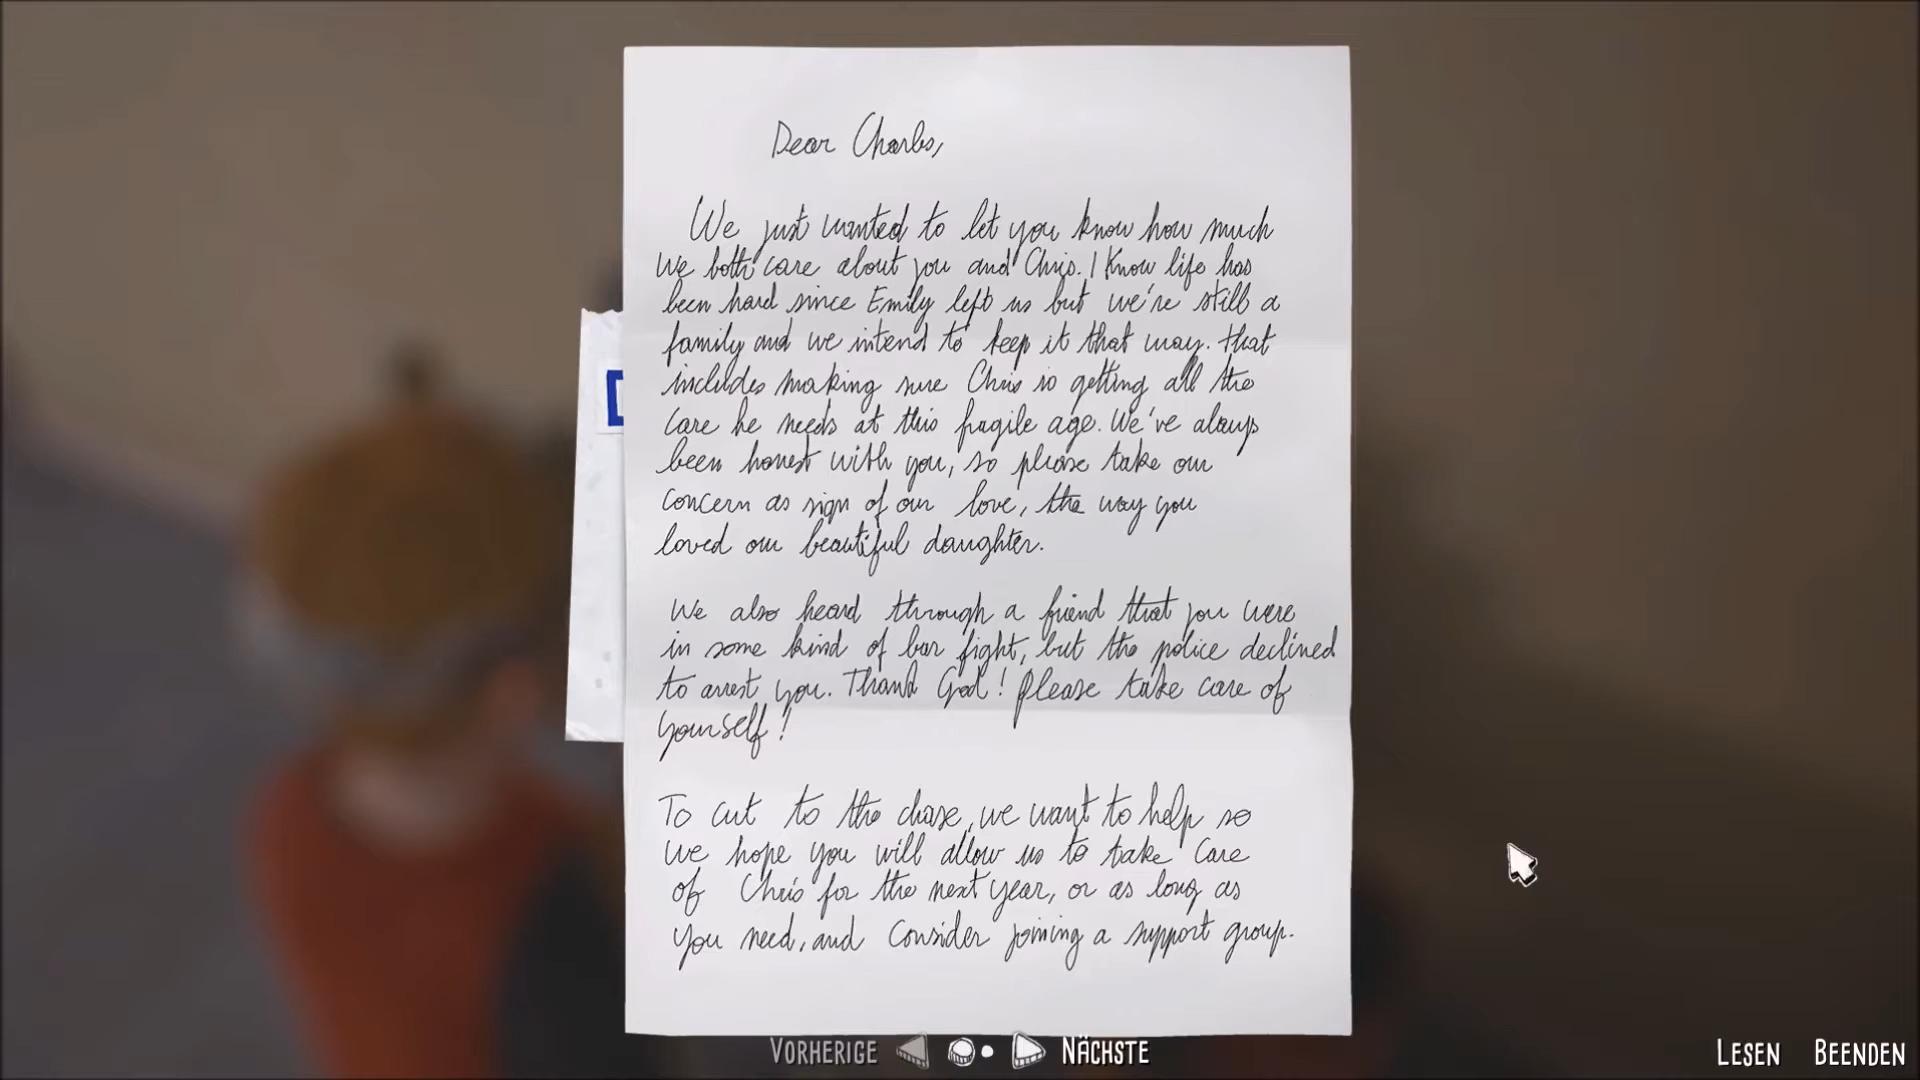 Dear Charles,
We just wanted to let you know how much
we both care about you and Chris. I know life has
been hard since Emily left us but we're still a
family and we intend to keep it that way. That
includes making sure Chris is getting all the
care he needs at this fragile age. We've always
been honest with you, so please take our
concern as sign of our love, the way you
loved our beautiful daughter.
We also heard through a friend that you were
in some kind of bar fight, but the police declined
to arrest you. Thank God! please take care of
yourself!
To cut to the chase, we want to help so
we hope you will allow us to take care
of Chris for the next year, or as long as
you need, and consider joining a support group.
VORHERIGE NÄCHSTE
LESEN BEENDEN